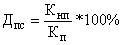 Дпс = Кнп / Кп *100%